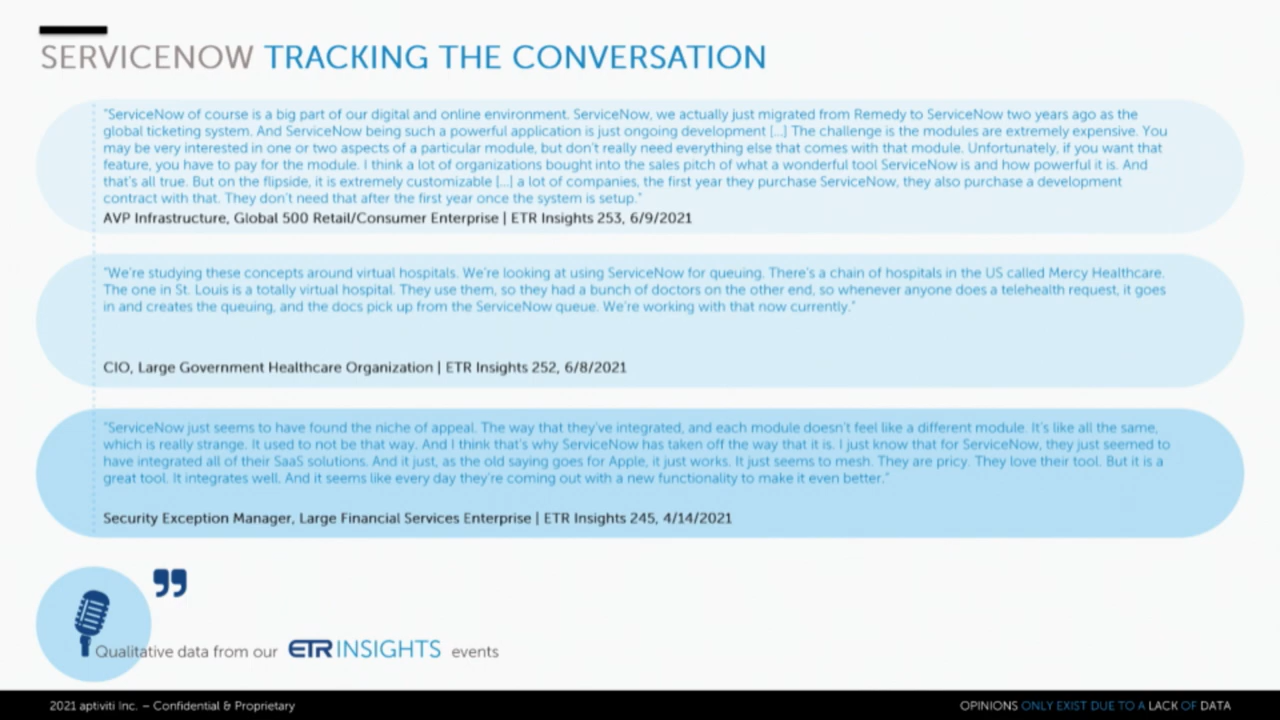 SERVICENOW TRACKING THE CONVERSATION
"ServiceNow of course is a big part of our digital and online environment. ServiceNow, we actually just migrated from Remedy to ServiceNow two years ago as the
global ticketing system. And ServiceNow being such a powerful application is just ongoing development [...] The challenge is the modules are extremely expensive. You
may be very interested in one or two aspects of a particular module, but don't really need everything else that comes with that module. Unfortunately, if you want that
feature, you have to pay for the module. I think a lot of organizations bought into the sales pitch of what a wonderful tool ServiceNow is and how powerful it is. And
that's all true. But on the flipside, it is extremely customizable [...] a lot of companies, the first year they purchase ServiceNow, they also purchase a development
contract with that. They don't need that after the first year once the system is setup."
AVP Infrastructure, Global 500 Retail/Consumer Enterprise | ETR Insights 253, 6/9/2021
"We're studying these concepts around virtual hospitals. We're looking at using ServiceNow for queuing. There's a chain of hospitals in the US called Mercy Healthcare.
The one in St. Louis is a totally virtual hospital. They use them, so they had a bunch of doctors on the other end, so whenever anyone does a telehealth request, it goes
in and creates the queuing, and the docs pick up from the ServiceNow queue. We're working with that now currently."
CIO, Large Government Healthcare Organization | ETR Insights 252, 6/8/2021
"ServiceNow just seems to have found the niche of appeal. The way that they've integrated, and each module doesn't feel like a different module. It's like all the same,
which is really strange. It used to not be that way. And I think that's why ServiceNow has taken off the way that it is. I just know that for ServiceNow, they just seemed to
have integrated all of their SaaS solutions. And it just, as the old saying goes for Apple, it just works. It just seems to mesh. They are pricy. They love their tool. But it is a
great tool. It integrates well. And it seems like every day they're coming out with a new functionality to make it even better."
Security Exception Manager, Large Financial Services Enterprise | ETR Insights 245, 4/14/2021
”
Qualitative data from our ETR INSIGHTS events
2021 aptiviti Inc. – Confidential & Proprietary
OPINIONS ONLY EXIST DUE TO A LACK OF DATA